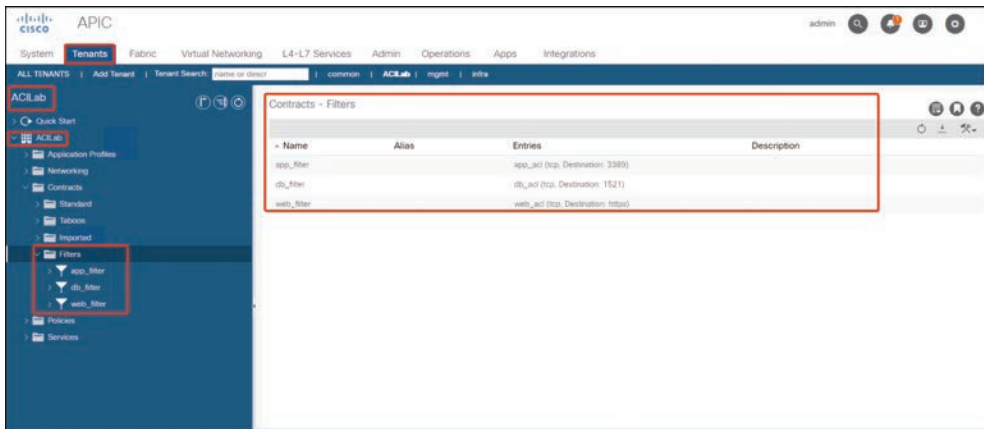 CISCO APIC admin
System Tenants Fabric Virtual Networking L4-L7 Services Admin Operations Apps Integrations
ALL TENANTS | Add Tenant | Tenant Search: name or descr | common | ACILab | mgmt | infra
ACILab
Quick Start
ACILab
Application Profiles
Networking
Contracts
Standard
Taboos
Imported
Filters
app_filter
db_filter
web_filter
Policies
Services
Contracts - Filters
Name Alias Entries Description
app_filter app_acl (tcp, Destination: 3389)
db_filter db_acl (tcp, Destination: 1521)
web_filter web_acl (tcp, Destination: https)